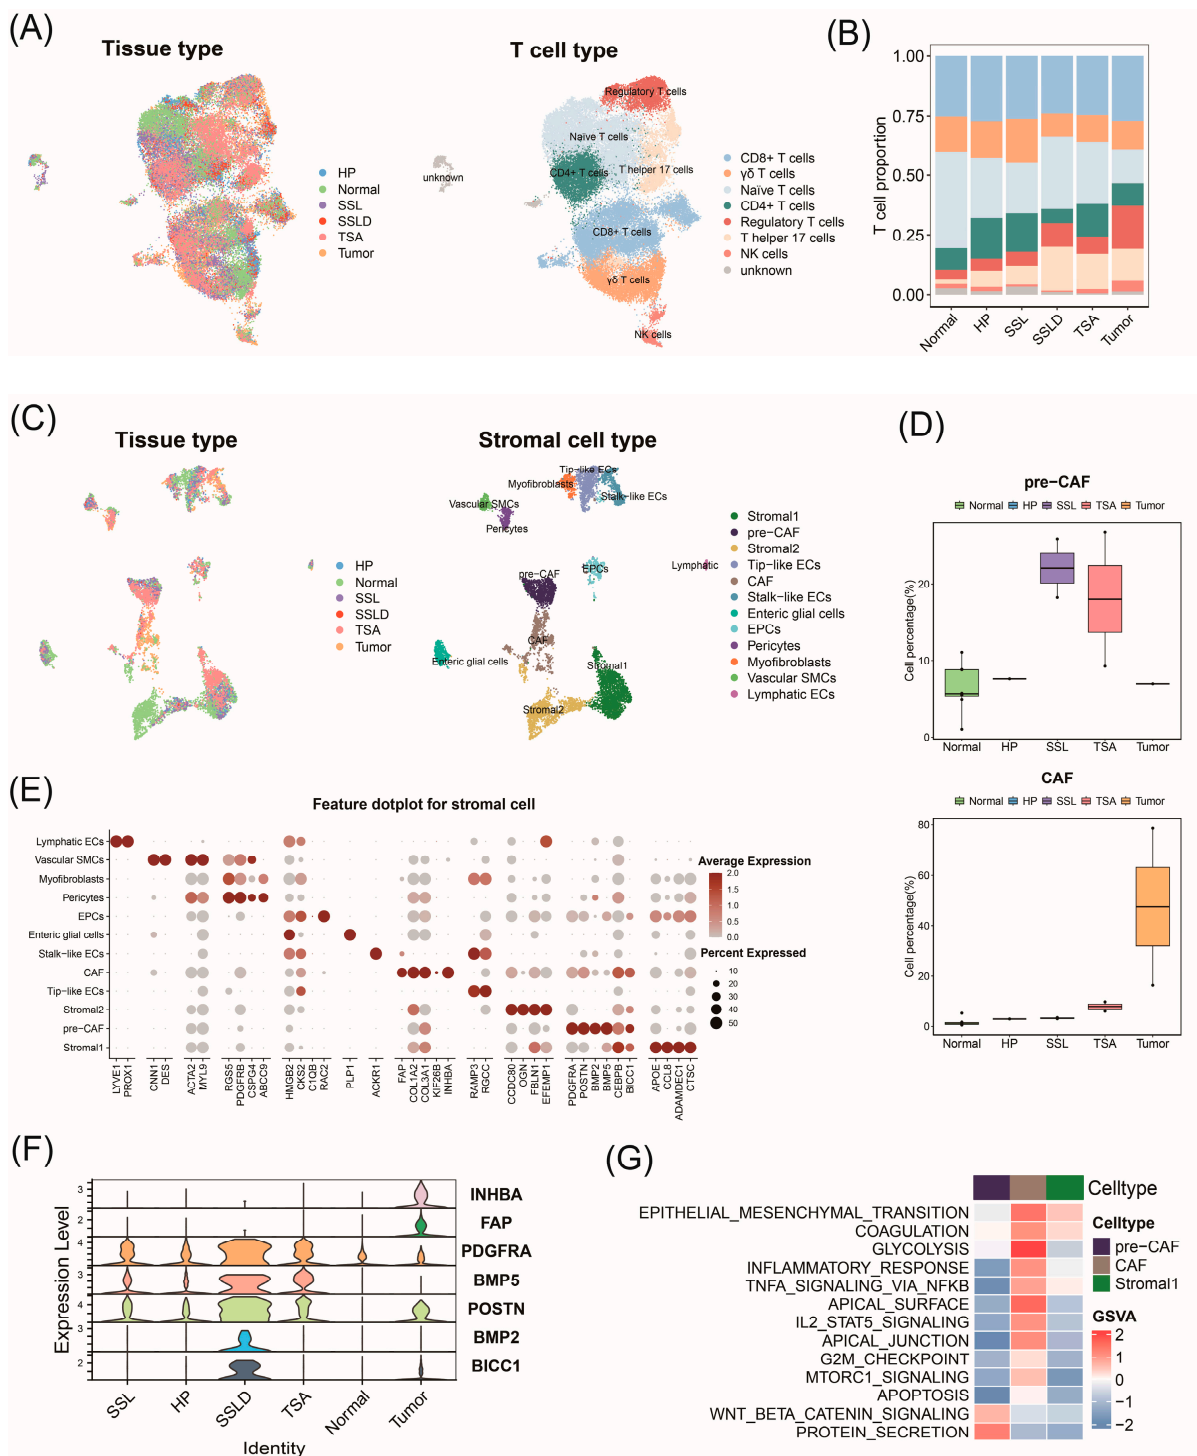 (A)
Tissue type
HP
Normal
SSL
SSLD
TSA
Tumor
T cell type
Regulatory T cells
Naïve T cells
CD4+ T cells
T helper 17 cells
unknown
CD8+ T cells
γδ T cells
NK cells
CD8+ T cells
γδ T cells
Naïve T cells
CD4+ T cells
Regulatory T cells
T helper 17 cells
NK cells
unknown
(B)
T cell proportion
1.00
0.75
0.50
0.25
0.00
Normal
HP
SSL
SSLD
TSA
Tumor
(C)
Tissue type
HP
Normal
SSL
SSLD
TSA
Tumor
Stromal cell type
Tip−like ECs
Myofibroblasts
Stalk−like ECs
Vascular SMCs
Pericytes
pre−CAF
EPCs
Lymphatic
CAF
Enteric glial cells
Stromal1
Stromal2
Stromal1
pre−CAF
Stromal2
Tip−like ECs
CAF
Stalk−like ECs
Enteric glial cells
EPCs
Pericytes
Myofibroblasts
Vascular SMCs
Lymphatic ECs
(D)
pre−CAF
Normal HP SSL TSA Tumor
Cell percentage(%)
20
10
0
Normal HP SSL TSA Tumor
CAF
Normal HP SSL TSA Tumor
Cell percentage(%)
80
60
40
20
0
Normal HP SSL TSA Tumor
(E)
Feature dotplot for stromal cell
Lymphatic ECs
Vascular SMCs
Myofibroblasts
Pericytes
EPCs
Enteric glial cells
Stalk−like ECs
CAF
Tip−like ECs
Stromal2
pre−CAF
Stromal1
LYVE1
PROX1
CNN1
DES
ACTA2
MYL9
RGS5
PDGFRB
CSPG4
ABCC9
HMGB2
CKS2
C1QB
RAC2
PLP1
ACKR1
FAP
COL1A2
COL3A1
KIF26B
INHBA
RAMP3
RGCC
CCDC80
OGN
FBLN1
EFEMP1
PDGFRA
POSTN
BMP2
BMP5
CEBPB
BICC1
APOE
CCL8
ADAMDEC1
CTSC
Average Expression
2.0
1.5
1.0
0.5
0.0
Percent Expressed
10
20
30
40
50
(F)
Expression Level
3
INHBA
2
FAP
4
PDGFRA
3
BMP5
4
POSTN
3
BMP2
2
BICC1
SSL
HP
SSLD
TSA
Normal
Tumor
Identity
(G)
Celltype
EPITHELIAL_MESENCHYMAL_TRANSITION
COAGULATION
GLYCOLYSIS
INFLAMMATORY_RESPONSE
TNFA_SIGNALING_VIA_NFKB
APICAL_SURFACE
IL2_STAT5_SIGNALING
APICAL_JUNCTION
G2M_CHECKPOINT
MTORC1_SIGNALING
APOPTOSIS
WNT_BETA_CATENIN_SIGNALING
PROTEIN_SECRETION
Celltype
pre−CAF
CAF
Stromal1
GSVA
2
1
0
−1
−2